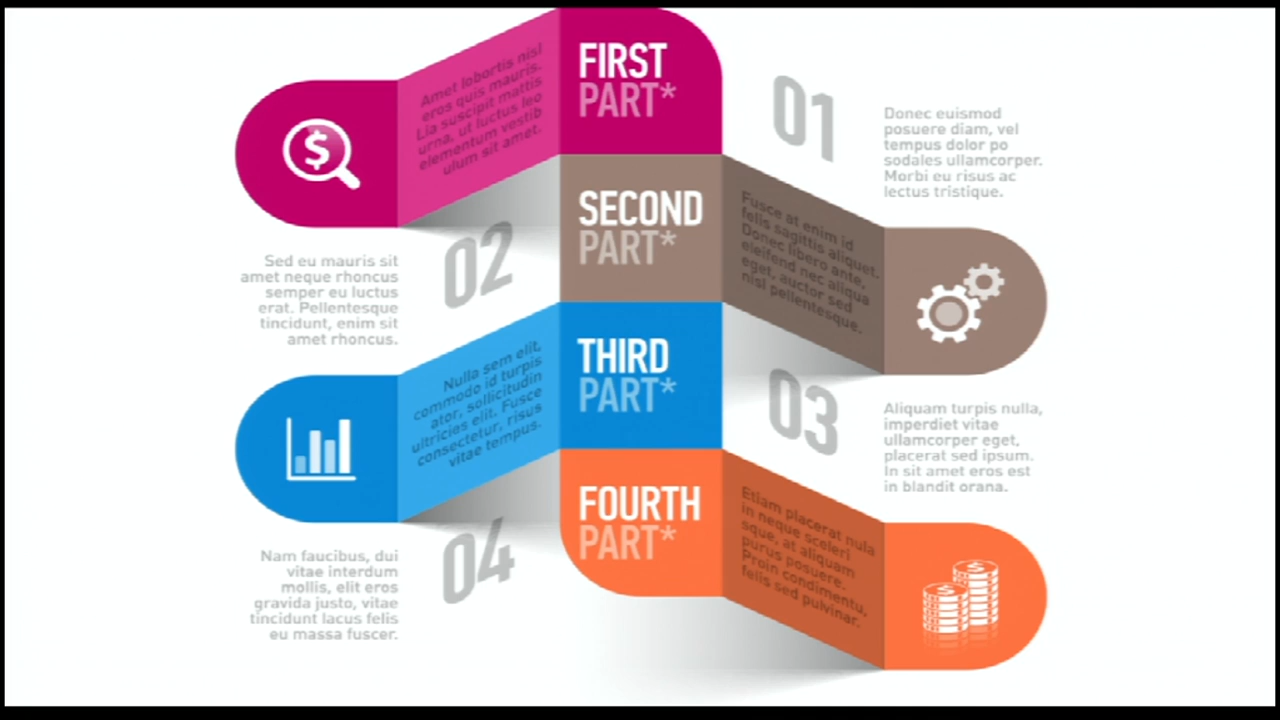 FIRST
PART*
Amet lobortis nisl
eros quis mauris.
Lia suscipit mattis
urna, ut luctus leo
elementum vestib
ulum sit amet.
01
Donec euismod
posuere diam, vel
tempus dolor po
sodales ullamcorper.
Morbi eu risus ac
lectus tristique.
SECOND
PART*
Fusce at enim id
felis sagittis aliquet.
Donec libero ante,
eleifend nec aliqua
eget, auctor sed
nisl pellentesque.
02
Sed eu mauris sit
amet neque rhoncus
semper eu luctus
erat. Pellentesque
tincidunt, enim sit
amet rhoncus.
THIRD
PART*
Nulla sem elit,
commodo id turpis
ator, sollicitudin
ultricies elit. Fusce
consectetur, risus
vitae tempus.
03
Aliquam turpis nulla,
imperdiet vitae
ullamcorper eget,
placerat sed ipsum.
In sit amet eros est
in blandit orana.
FOURTH
PART*
Etiam placerat nula
in neque sceleri
sque, at aliquam
purus posuere.
Proin condimentu,
felis sed pulvinar.
04
Nam faucibus, dui
vitae interdum
mollis, elit eros
gravida justo, vitae
tincidunt lacus felis
eu massa fuscer.